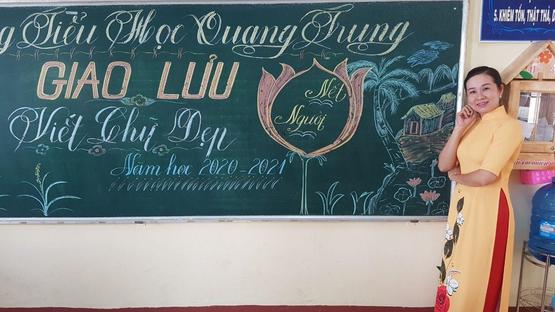 g Tiểu Học Quang Trung
GIAO LƯU
Viết Chữ Đẹp
Năm học 2020-2021
Nét
Người
5. KHIÊM TỐN, THẬT THÀ, D